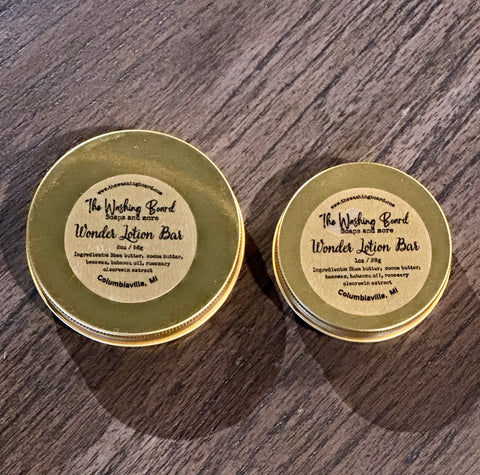 www.thewashingboard.com
The Washing Board
Soaps and more
Wonder Lotion Bar
2oz / 56g
Ingredients: Shea butter, cocoa butter,
beeswax, babassu oil, rosemary
oleoresin extract
Columbiaville, MI
www.thewashingboard.com
The Washing Board
Soaps and more
Wonder Lotion Bar
1oz / 28g
Ingredients: Shea butter, cocoa butter,
beeswax, babassu oil, rosemary
oleoresin extract
Columbiaville, MI